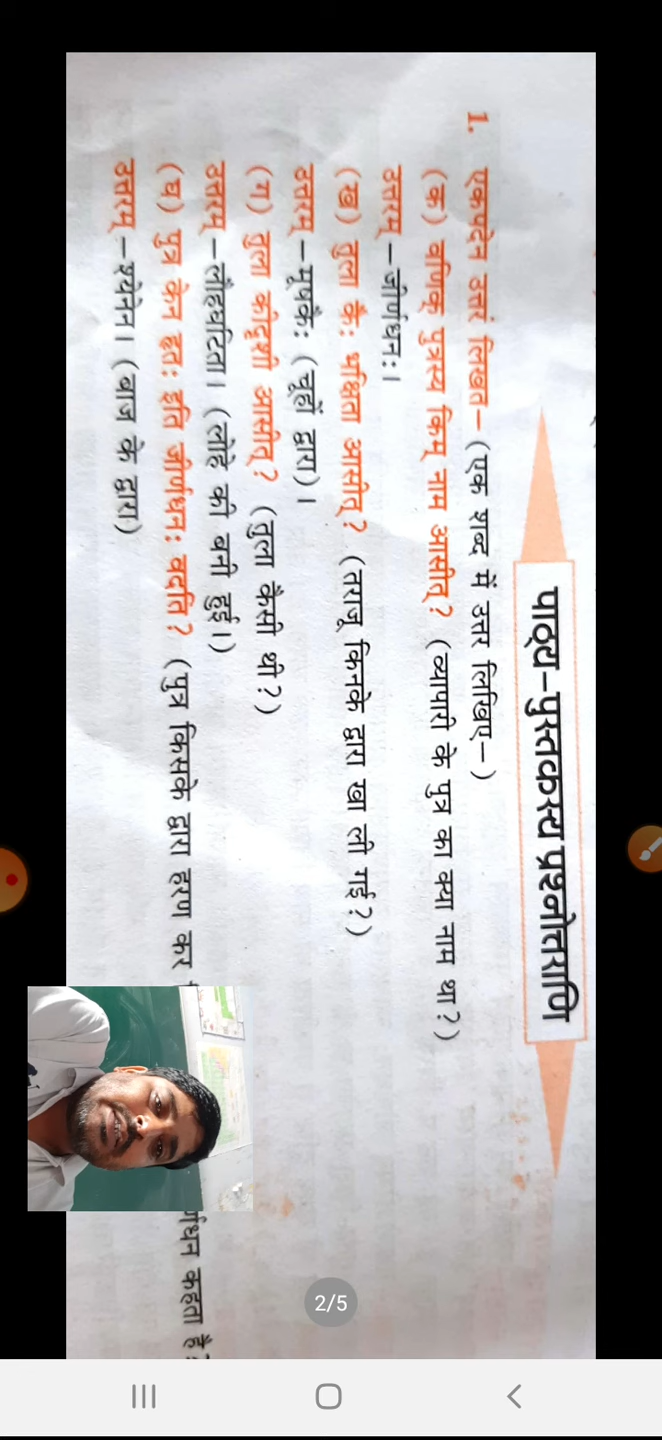 पाठ्य–पुस्तकस्य प्रश्नोत्तराणि
1. एकपदेन उत्तरं लिखत– (एक शब्द में उत्तर लिखिए–)
(क) वणिक् पुत्रस्य किम् नाम आसीत्? (व्यापारी के पुत्र का क्या नाम था?)
उत्तरम् –जीर्णधनः।
(ख) तुला कैः भक्षिता आसीत्? (तराजू किनके द्वारा खा ली गई?)
उत्तरम् –मूषकैः (चूहों द्वारा)।
(ग) तुला कीदृशी आसीत्? (तुला कैसी थी?)
उत्तरम् –लौहघटिता। (लोहे की बनी हुई।)
(घ) पुत्र केन हृतः इति जीर्णधनः वदति? (पुत्र किसके द्वारा हरण कर कहता है?
उत्तरम् –श्येनेन। (बाज के द्वारा)
2/5